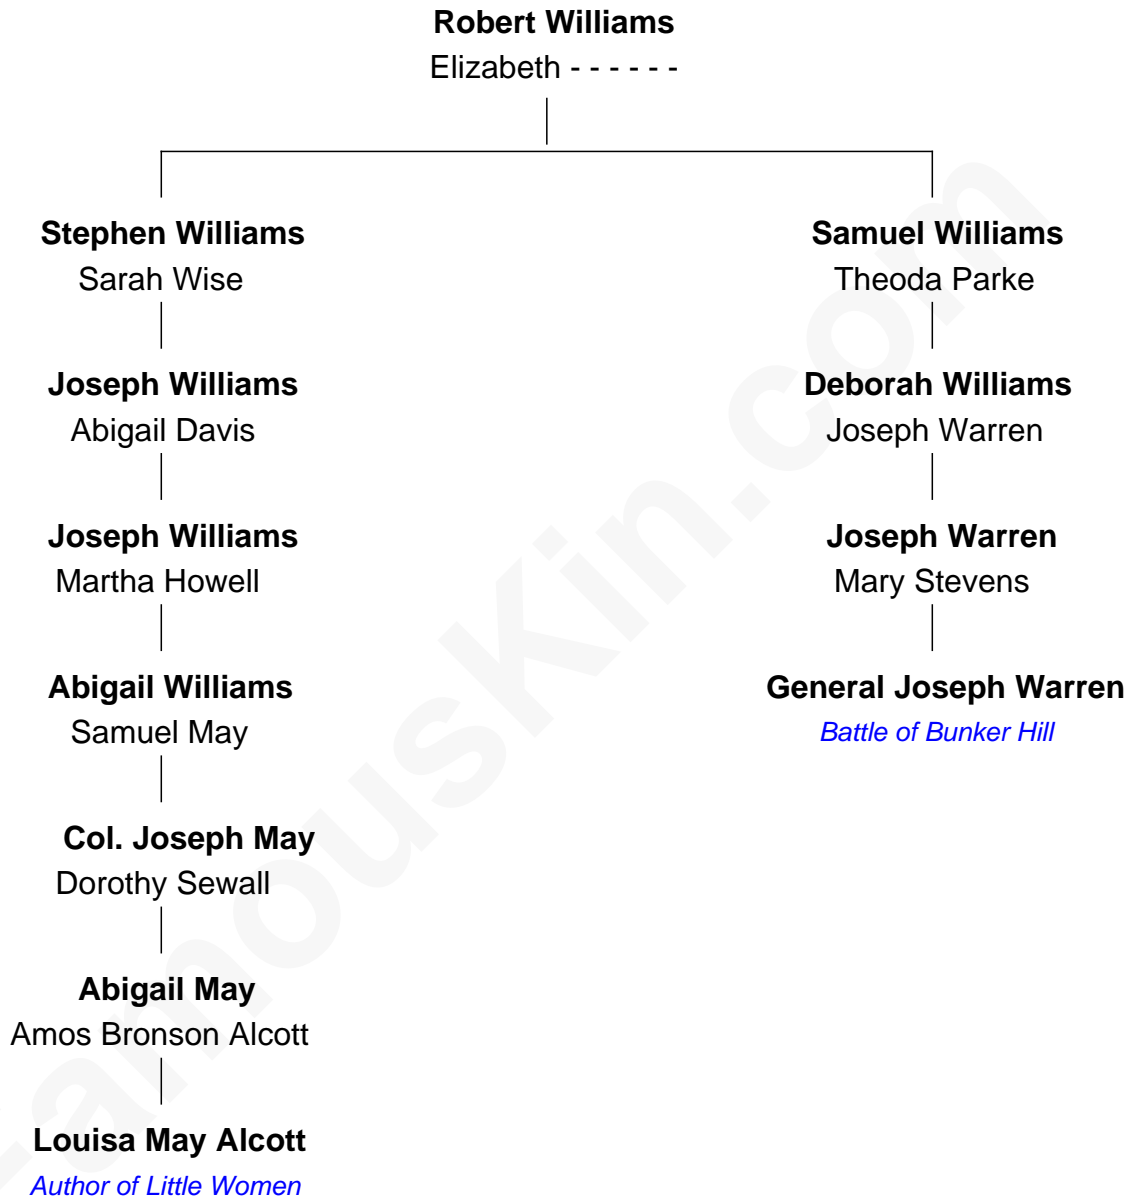 Robert Williams
Elizabeth - - - - - -
Stephen Williams
Sarah Wise
Joseph Williams
Abigail Davis
Joseph Williams
Martha Howell
Abigail Williams
Samuel May
Col. Joseph May
Dorothy Sewall
Abigail May
Amos Bronson Alcott
Louisa May Alcott
Author of Little Women
Samuel Williams
Theoda Parke
Deborah Williams
Joseph Warren
Joseph Warren
Mary Stevens
General Joseph Warren
Battle of Bunker Hill
FamousKin.com